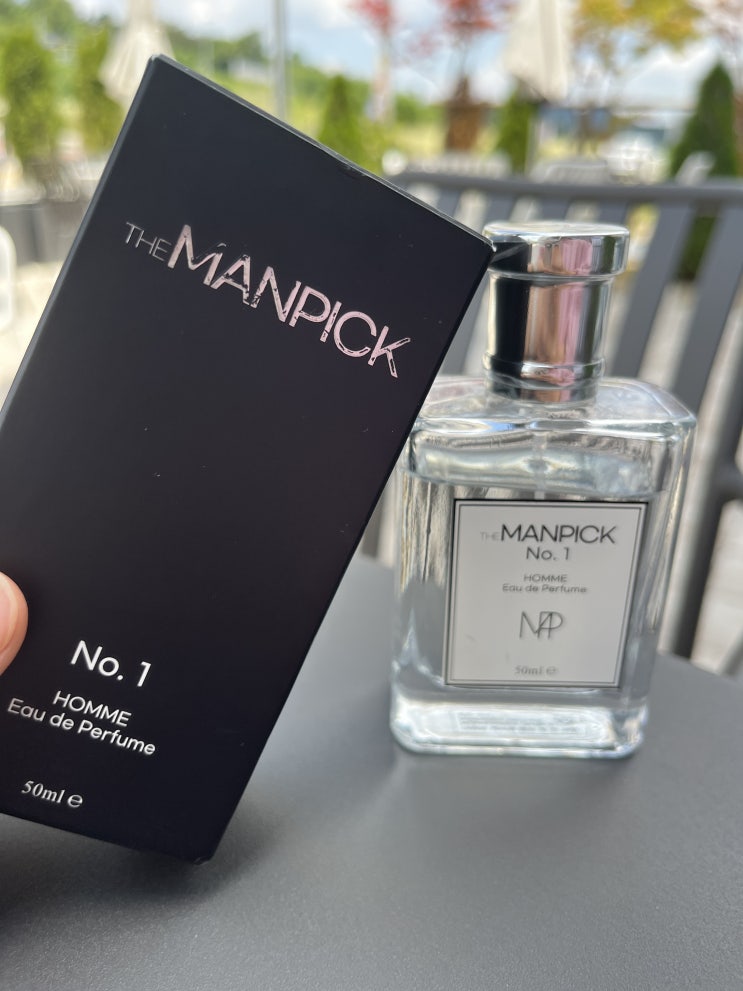 THE MANPICK
No. 1
HOMME
Eau de Perfume
50ml e
THE MANPICK
No. 1
HOMME
Eau de Perfume
MP
50ml e